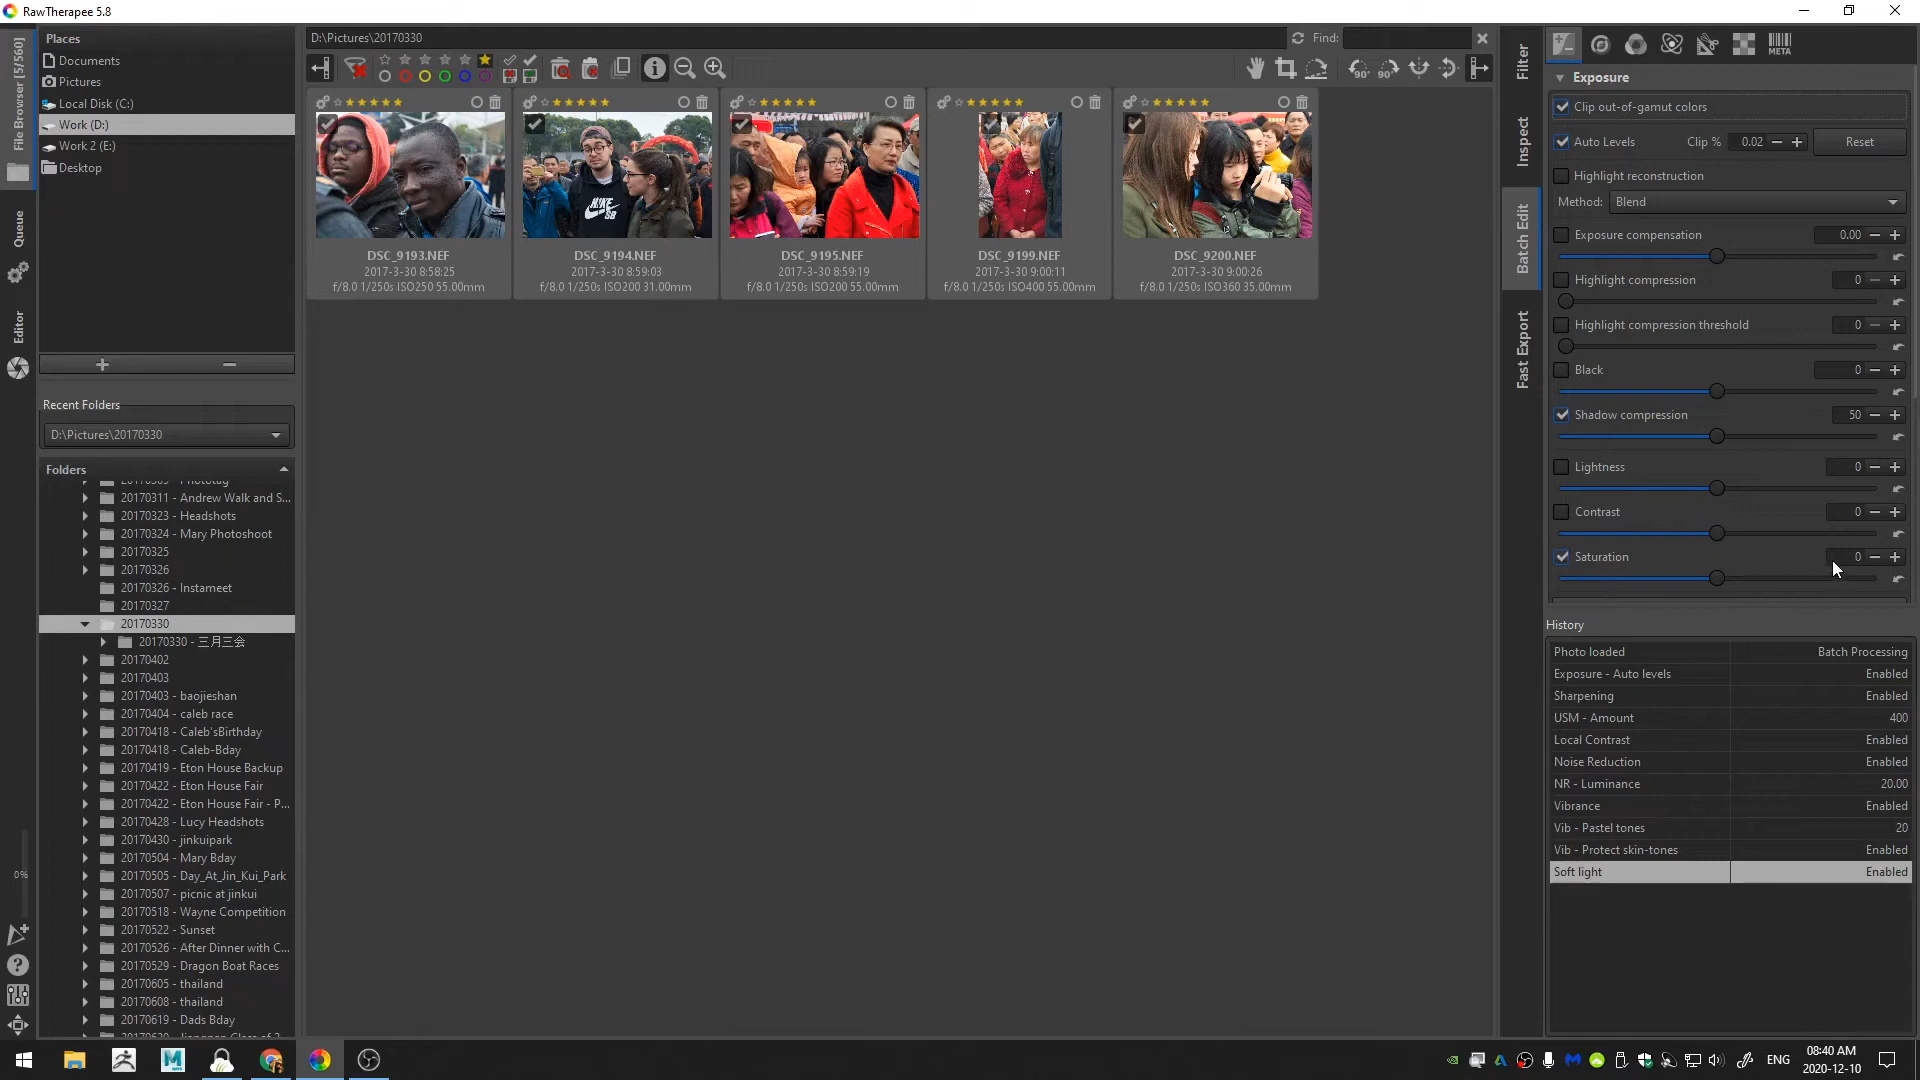 RawTherapee 5.8
File Browser [5/560]
Queue
Editor
0%
Places
Documents
Pictures
Local Disk (C:)
Work (D:)
Work 2 (E:)
Desktop
Recent Folders
D:\Pictures\20170330
Folders
20170311 - Andrew Walk and S...
20170323 - Headshots
20170324 - Mary Photoshoot
20170325
20170326
20170326 - Instameet
20170327
20170330
20170330 - 三月三会
20170402
20170403
20170403 - baojieshan
20170404 - caleb race
20170418 - Caleb'sBirthday
20170418 - Caleb-Bday
20170419 - Eton House Backup
20170422 - Eton House Fair
20170422 - Eton House Fair - P...
20170428 - Lucy Headshots
20170430 - jinkuipark
20170504 - Mary Bday
20170505 - Day_At_Jin_Kui_Park
20170507 - picnic at jinkui
20170518 - Wayne Competition
20170522 - Sunset
20170526 - After Dinner with C...
20170529 - Dragon Boat Races
20170605 - thailand
20170608 - thailand
20170619 - Dads Bday
D:\Pictures\20170330
Find:
DSC_9193.NEF
2017-3-30 8:58:25
f/8.0 1/250s ISO250 55.00mm
NIKE
SB
DSC_9194.NEF
2017-3-30 8:59:03
f/8.0 1/250s ISO200 31.00mm
DSC_9195.NEF
2017-3-30 8:59:19
f/8.0 1/250s ISO200 55.00mm
DSC_9199.NEF
2017-3-30 9:00:11
f/8.0 1/250s ISO400 55.00mm
DSC_9200.NEF
2017-3-30 9:00:26
f/8.0 1/250s ISO360 35.00mm
Filter
Inspect
Batch Edit
Fast Export
META
Exposure
Clip out-of-gamut colors
Auto Levels Clip % 0.02 Reset
Highlight reconstruction
Method: Blend
Exposure compensation 0.00
Highlight compression 0
Highlight compression threshold 0
Black 0
Shadow compression 50
Lightness 0
Contrast 0
Saturation 0
History
Photo loaded Batch Processing
Exposure - Auto levels Enabled
Sharpening Enabled
USM - Amount 400
Local Contrast Enabled
Noise Reduction Enabled
NR - Luminance 20.00
Vibrance Enabled
Vib - Pastel tones 20
Vib - Protect skin-tones Enabled
Soft light Enabled
ENG
08:40 AM
2020-12-10